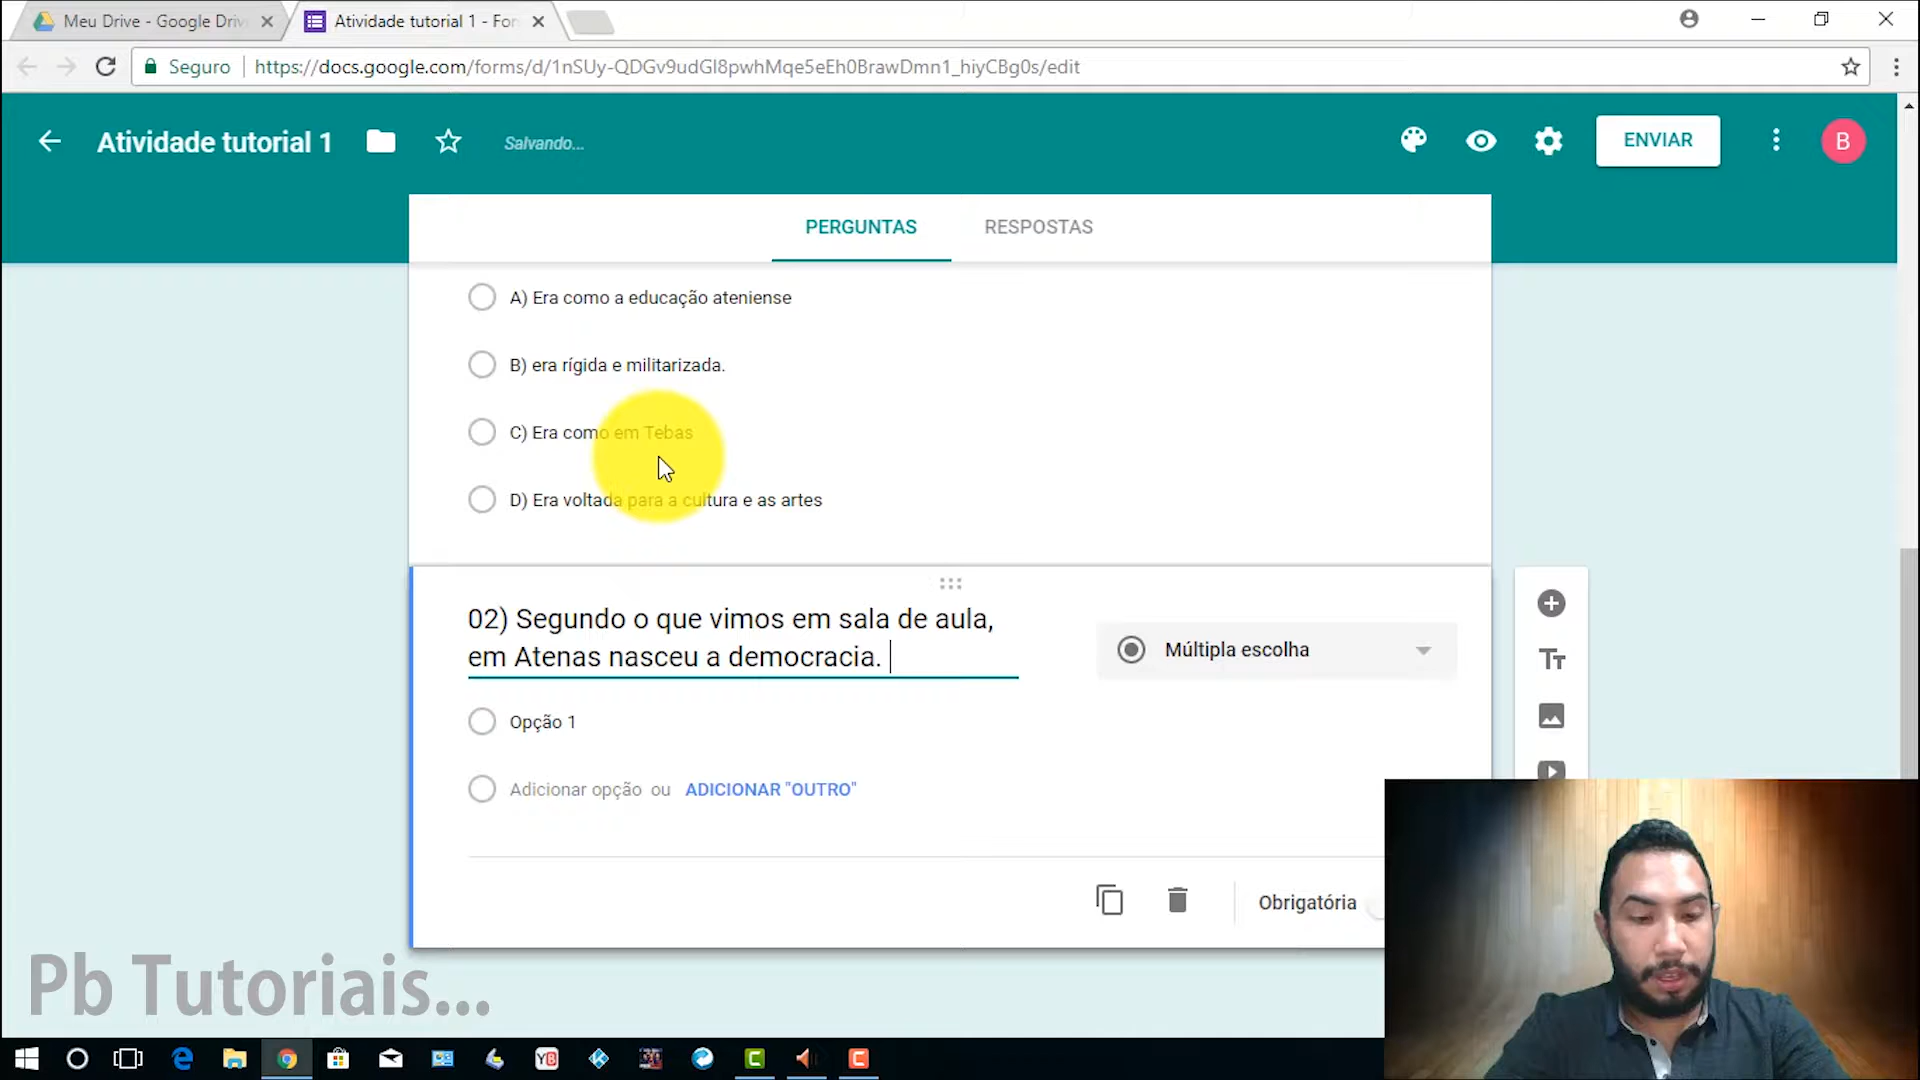 Meu Drive - Google Driv
Atividade tutorial 1 - For
Seguro
https://docs.google.com/forms/d/1nSUy-QDGv9udGl8pwhMqe5eEh0BrawDmn1_hiyCBg0s/edit
Atividade tutorial 1
Salvando...
ENVIAR
B
PERGUNTAS
RESPOSTAS
A) Era como a educação ateniense
B) era rígida e militarizada.
C) Era como em Tebas
D) Era voltada para a cultura e as artes
02) Segundo o que vimos em sala de aula,
em Atenas nasceu a democracia.
Múltipla escolha
Tт
Opção 1
Adicionar opção ou ADICIONAR "OUTRO"
Obrigatória
Pb Tutoriais...
YB
C
C